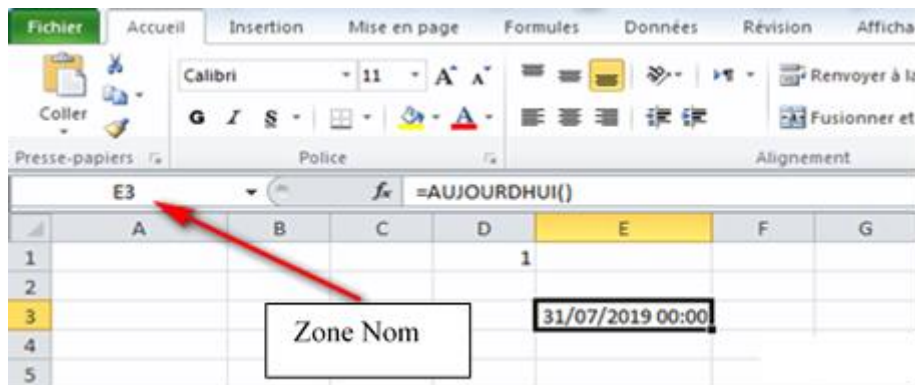 Fichier Accueil Insertion Mise en page Formules Données Révision Afficha
Calibri 11 A A Renvoyer à la
Coller G I S A Fusionner et
Presse-papiers Police Alignement
E3 fx =AUJOURDHUI()
A B C D E F G
1 1
2
3 31/07/2019 00:00
Zone Nom
4
5